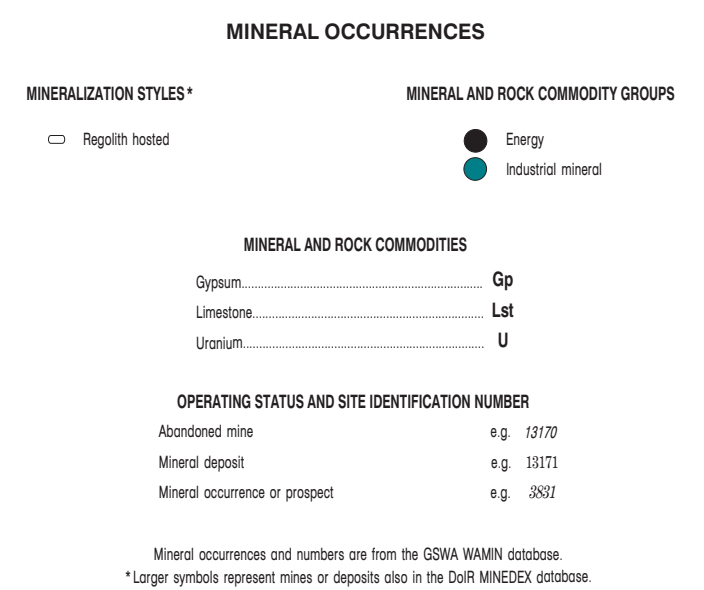 MINERAL OCCURRENCES
MINERALIZATION STYLES *
Regolith hosted
MINERAL AND ROCK COMMODITY GROUPS
Energy
Industrial mineral
MINERAL AND ROCK COMMODITIES
Gypsum.......................................................................... Gp
Limestone....................................................................... Lst
Uranium.......................................................................... U
OPERATING STATUS AND SITE IDENTIFICATION NUMBER
Abandoned mine e.g. 13170
Mineral deposit e.g. 13171
Mineral occurrence or prospect e.g. 3831
Mineral occurrences and numbers are from the GSWA WAMIN database.
* Larger symbols represent mines or deposits also in the DoIR MINEDEX database.